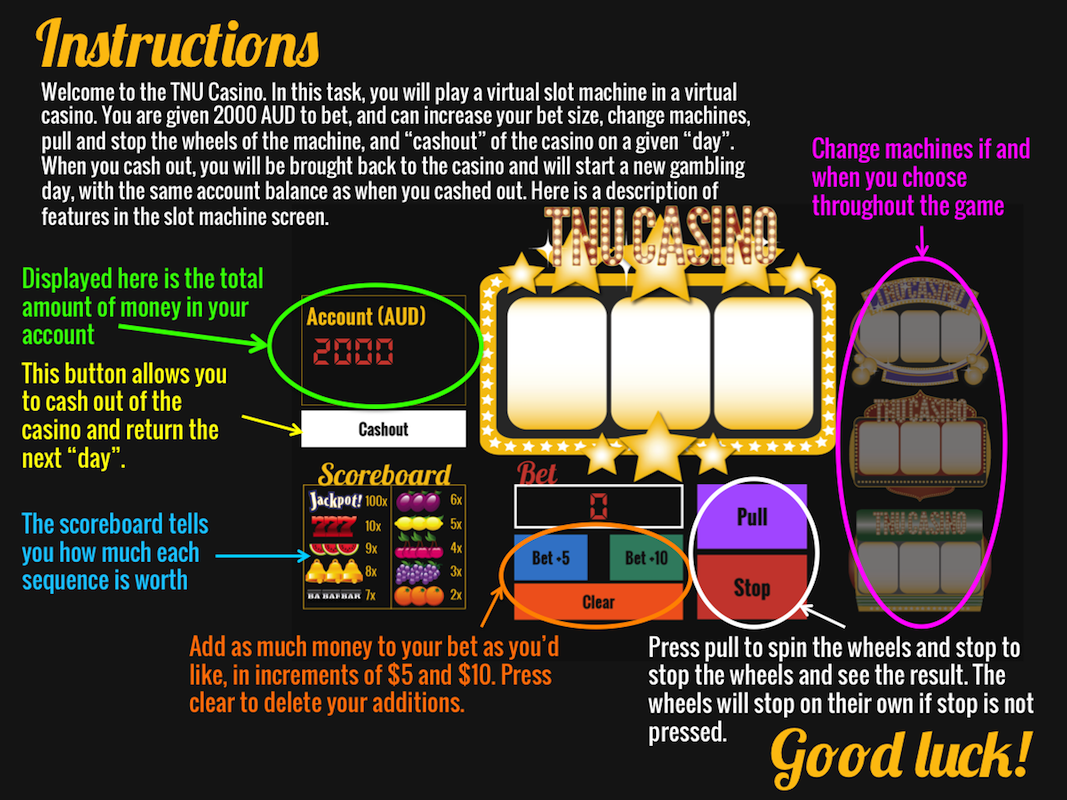 Instructions
Welcome to the TNU Casino. In this task, you will play a virtual slot machine in a virtual
casino. You are given 2000 AUD to bet, and can increase your bet size, change machines,
pull and stop the wheels of the machine, and “cashout” of the casino on a given “day”.
When you cash out, you will be brought back to the casino and will start a new gambling
day, with the same account balance as when you cashed out. Here is a description of
features in the slot machine screen.
Change machines if and
when you choose
throughout the game
TNU CASINO
Displayed here is the total
amount of money in your
account
Account (AUD)
2000
TNU CASINO
This button allows you
to cash out of the
casino and return the
next “day”.
Cashout
TNU CASINO
Scoreboard
Jackpot! 100x
6x
777 10x
5x
9x
4x
8x
3x
BAR BAR BAR 7x
2x
The scoreboard tells
you how much each
sequence is worth
Bet
0
Bet +5
Bet +10
Clear
Pull
Stop
TNU CASINO
Add as much money to your bet as you’d
like, in increments of $5 and $10. Press
clear to delete your additions.
Press pull to spin the wheels and stop to
stop the wheels and see the result. The
wheels will stop on their own if stop is not
pressed.
Good luck!